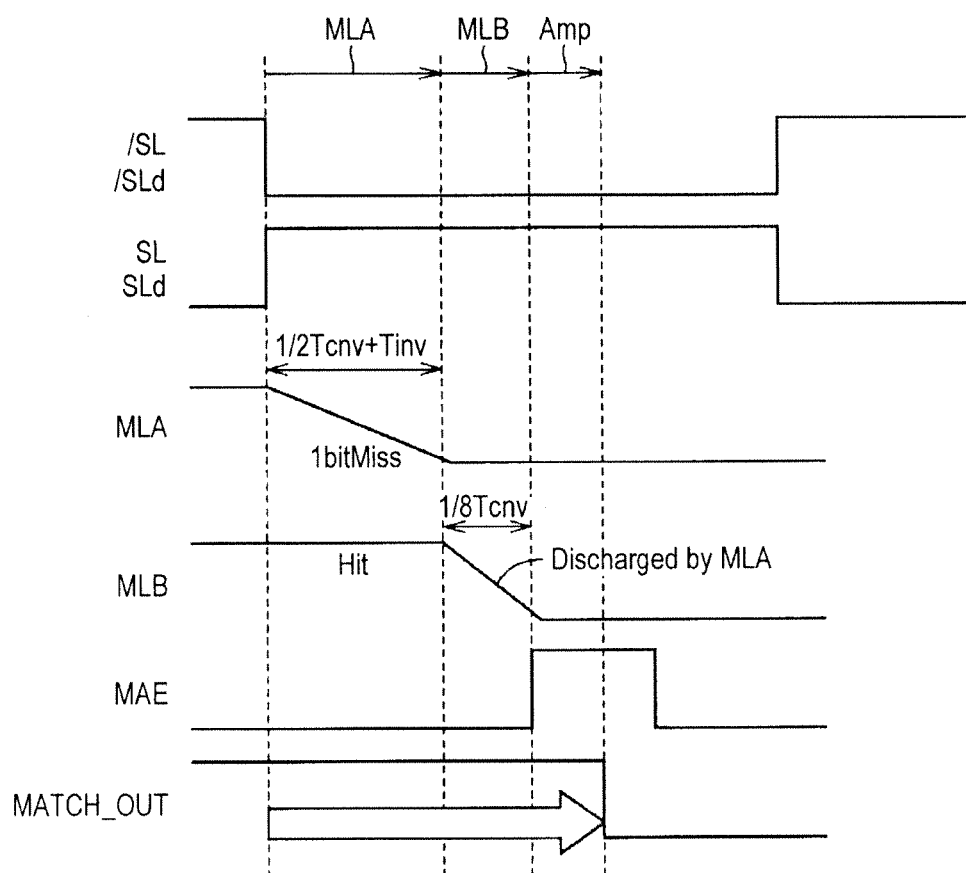 MLA MLB Amp
/SL
/SLd
SL
SLd
1/2Tcnv+Tinv
MLA
1bitMiss
1/8Tcnv
Hit
Discharged by MLA
MLB
MAE
MATCH_OUT